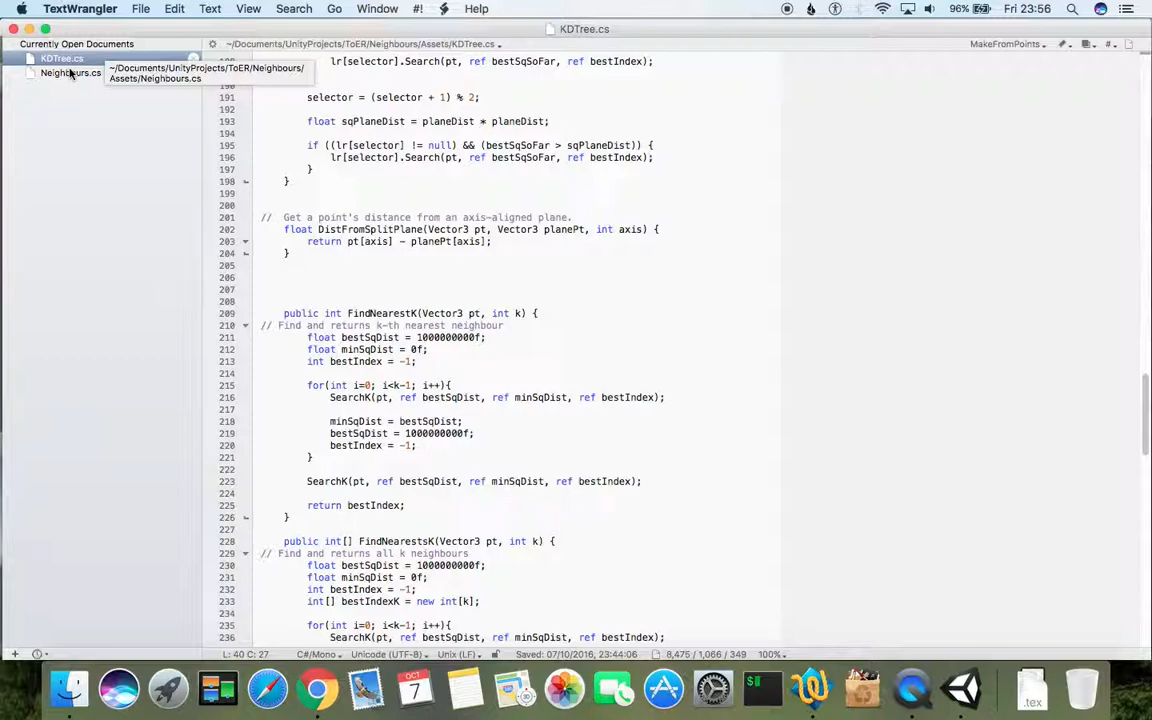 TextWrangler File Edit Text View Search Go Window #! Help 96% Fri 23:56
KDTree.cs
Currently Open Documents
~/Documents/UnityProjects/ToER/Neighbours/Assets/KDTree.cs
MakeFromPoints
KDTree.cs
Neighbours.cs
~/Documents/UnityProjects/ToER/Neighbours/
Assets/Neighbours.cs
lr[selector].Search(pt, ref bestSqSoFar, ref bestIndex);
190
191 selector = (selector + 1) % 2;
192
193 float sqPlaneDist = planeDist * planeDist;
194
195 if ((lr[selector] != null) && (bestSqSoFar > sqPlaneDist)) {
196 lr[selector].Search(pt, ref bestSqSoFar, ref bestIndex);
197 }
198 }
199
200
201 // Get a point's distance from an axis-aligned plane.
202 float DistFromSplitPlane(Vector3 pt, Vector3 planePt, int axis) {
203 return pt[axis] - planePt[axis];
204 }
205
206
207
208
209 public int FindNearestK(Vector3 pt, int k) {
210 // Find and returns k-th nearest neighbour
211 float bestSqDist = 1000000000f;
212 float minSqDist = 0f;
213 int bestIndex = -1;
214
215 for(int i=0; i<k-1; i++){
216 SearchK(pt, ref bestSqDist, ref minSqDist, ref bestIndex);
217
218 minSqDist = bestSqDist;
219 bestSqDist = 1000000000f;
220 bestIndex = -1;
221 }
222
223 SearchK(pt, ref bestSqDist, ref minSqDist, ref bestIndex);
224
225 return bestIndex;
226 }
227
228 public int[] FindNearestsK(Vector3 pt, int k) {
229 // Find and returns all k neighbours
230 float bestSqDist = 1000000000f;
231 float minSqDist = 0f;
232 int bestIndex = -1;
233 int[] bestIndexK = new int[k];
234
235 for(int i=0; i<k-1; i++){
236 SearchK(pt, ref bestSqDist, ref minSqDist, ref bestIndex);
L: 40 C: 27 C#/Mono Unicode (UTF-8) Unix (LF) Saved: 07/10/2016, 23:44:06 8,475 / 1,066 / 349 100%
OCT
7
$
.tex